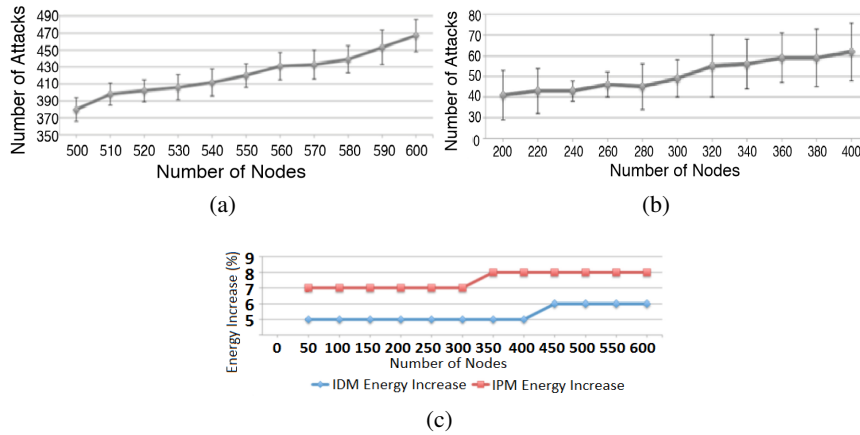 Number of Attacks
490
470
450
430
410
390
370
350
500 510 520 530 540 550 560 570 580 590 600
Number of Nodes
(a)
Number of Attacks
80
70
60
50
40
30
0
200 220 240 260 280 300 320 340 360 380 400
Number of Nodes
(b)
Energy Increase (%)
9
8
7
6
5
0 50 100 150 200 250 300 350 400 450 500 550 600
Number of Nodes
IDM Energy Increase IPM Energy Increase
(c)